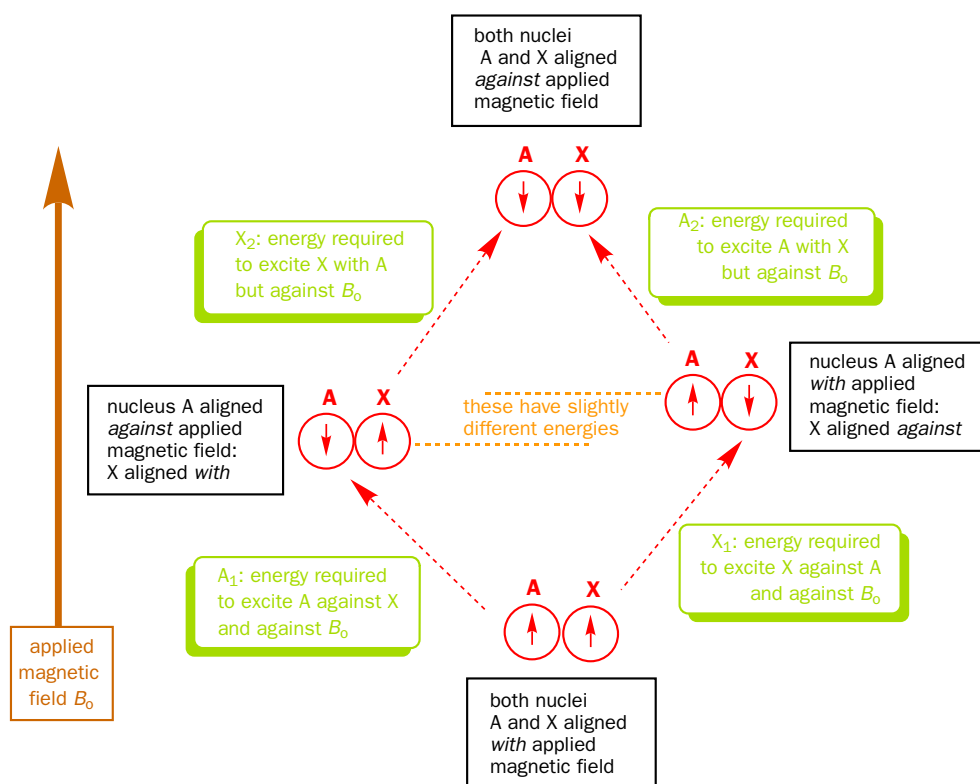 both nuclei
A and X aligned
against applied
magnetic field
A X
X₂: energy required
to excite X with A
but against Bₒ
A₂: energy required
to excite A with X
but against Bₒ
nucleus A aligned
against applied
magnetic field:
X aligned with
A X
these have slightly
different energies
A X
nucleus A aligned
with applied
magnetic field:
X aligned against
A₁: energy required
to excite A against X
and against Bₒ
X₁: energy required
to excite X against A
and against Bₒ
A X
applied
magnetic
field Bₒ
both nuclei
A and X aligned
with applied
magnetic field